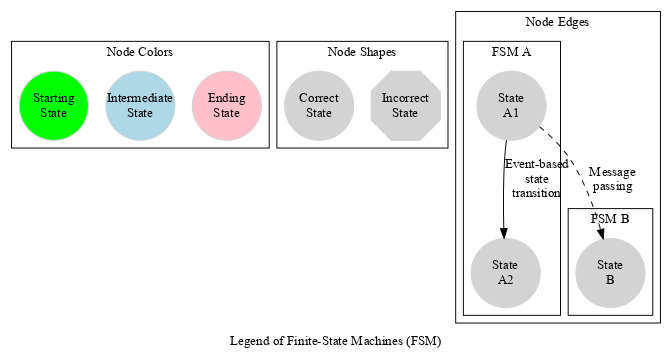 Node Colors
Starting
State
Intermediate
State
Ending
State
Node Shapes
Correct
State
Incorrect
State
Node Edges
FSM A
State
A1
Event-based
state
transition
Message
passing
State
A2
FSM B
State
B
Legend of Finite-State Machines (FSM)